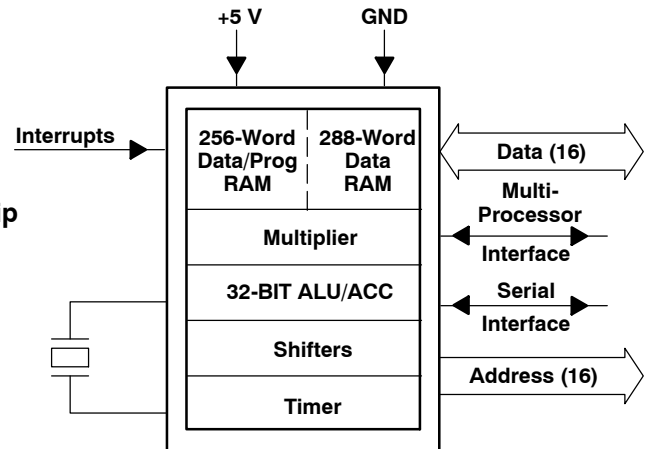 +5 V
GND
Interrupts
256-Word
Data/Prog
RAM
288-Word
Data
RAM
Data (16)
Multi-
Processor
Interface
ip
Multiplier
32-BIT ALU/ACC
Serial
Interface
Shifters
Address (16)
Timer